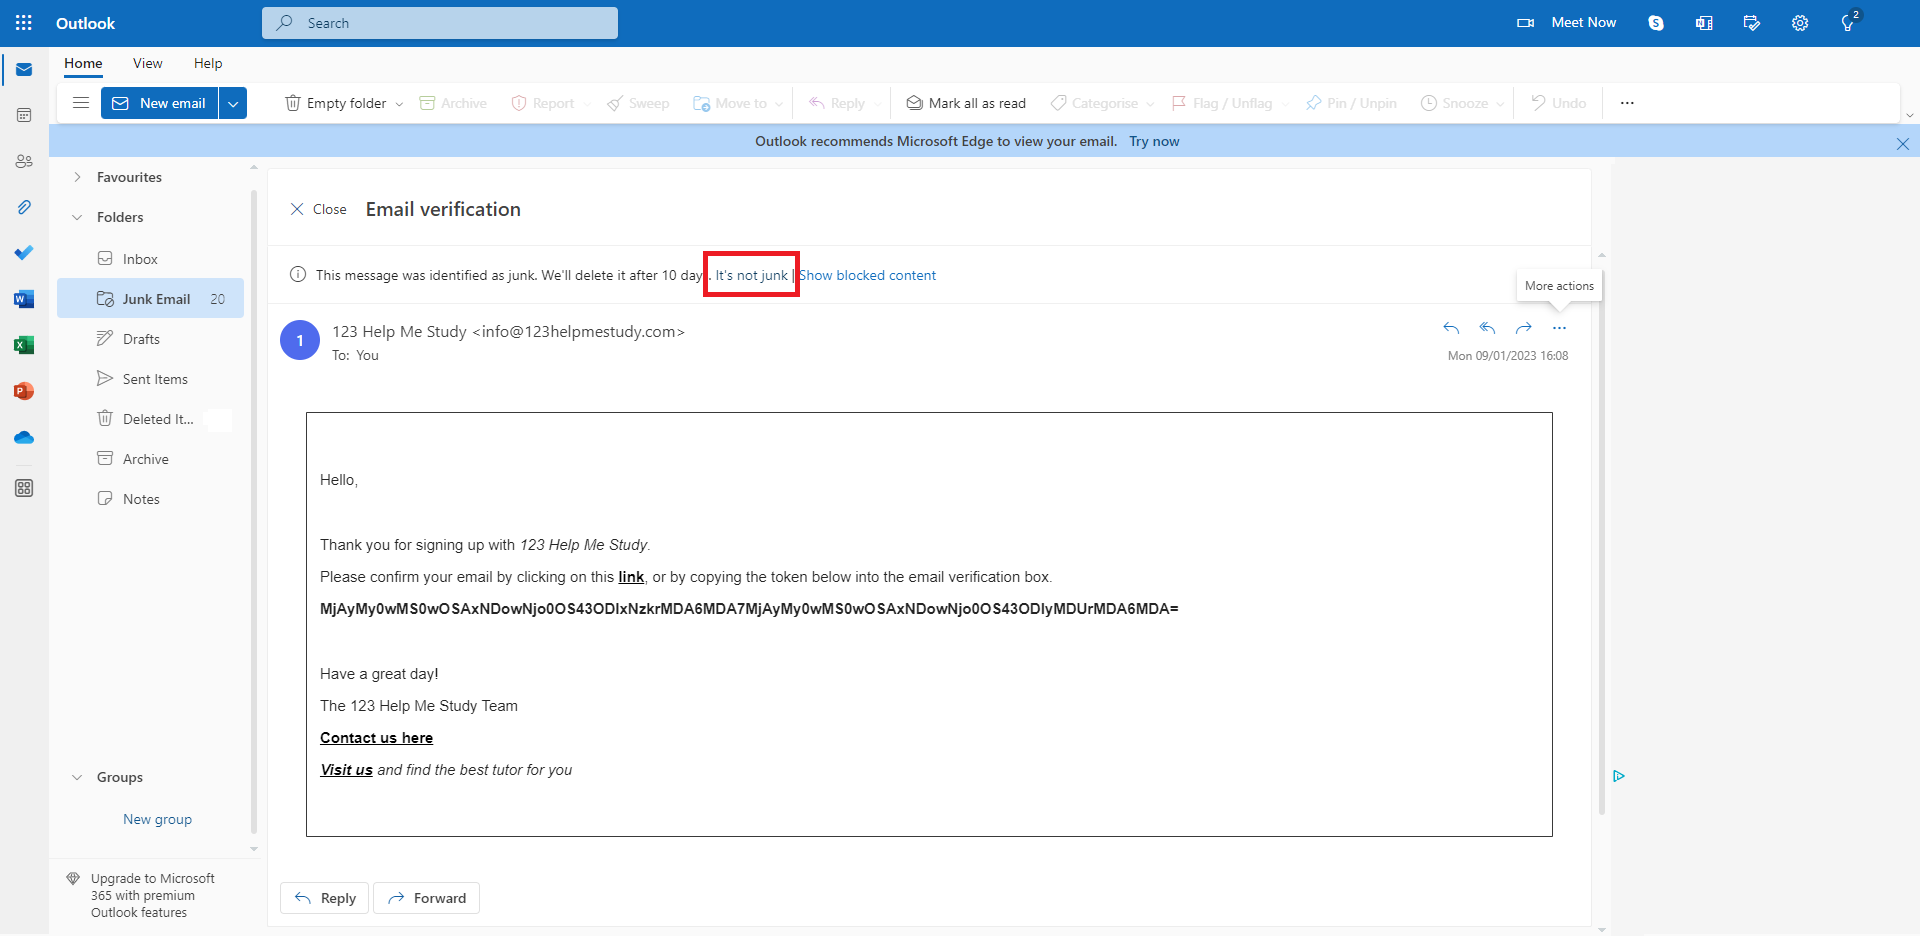 Outlook
Search
Meet Now
2
Home View Help
New email
Empty folder
Archive
Report
Sweep
Move to
Reply
Mark all as read
Categorise
Flag / Unflag
Pin / Unpin
Snooze
Undo
Outlook recommends Microsoft Edge to view your email. Try now
Favourites
Folders
Inbox
Junk Email 20
Drafts
Sent Items
Deleted It...
Archive
Notes
Groups
New group
Upgrade to Microsoft
365 with premium
Outlook features
Close Email verification
This message was identified as junk. We'll delete it after 10 day . It's not junk | Show blocked content
More actions
1
123 Help Me Study <info@123helpmestudy.com>
To: You
Mon 09/01/2023 16:08
Hello,
Thank you for signing up with 123 Help Me Study.
Please confirm your email by clicking on this link, or by copying the token below into the email verification box.
MjAyMy0wMS0wOSAxNDowNjo0OS43ODIxNzkrMDA6MDA7MjAyMy0wMS0wOSAxNDowNjo0OS43ODIyMDUrMDA6MDA=
Have a great day!
The 123 Help Me Study Team
Contact us here
Visit us and find the best tutor for you
Reply
Forward